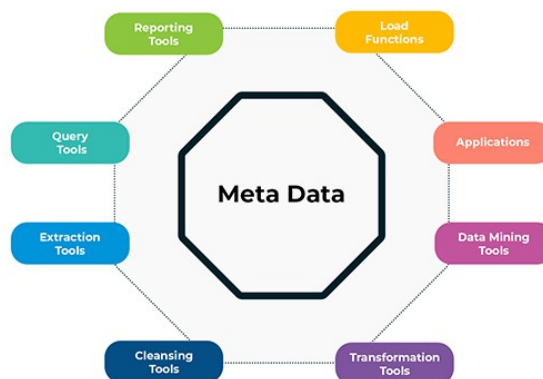 Reporting
Tools
Load
Functions
Query
Tools
Applications
Meta Data
Extraction
Tools
Data Mining
Tools
Cleansing
Tools
Transformation
Tools